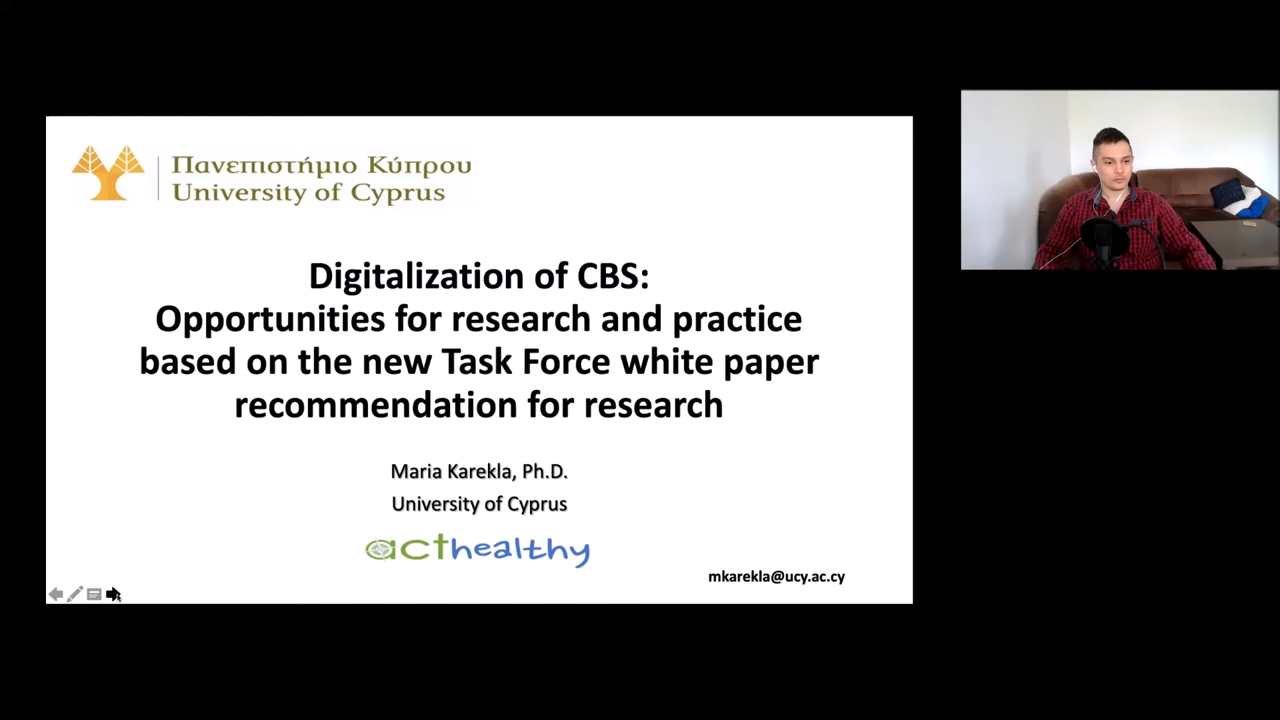 Πανεπιστήμιο Κύπρου
University of Cyprus
Digitalization of CBS:
Opportunities for research and practice
based on the new Task Force white paper
recommendation for research
Maria Karekla, Ph.D.
University of Cyprus
acthealthy
mkarekla@ucy.ac.cy